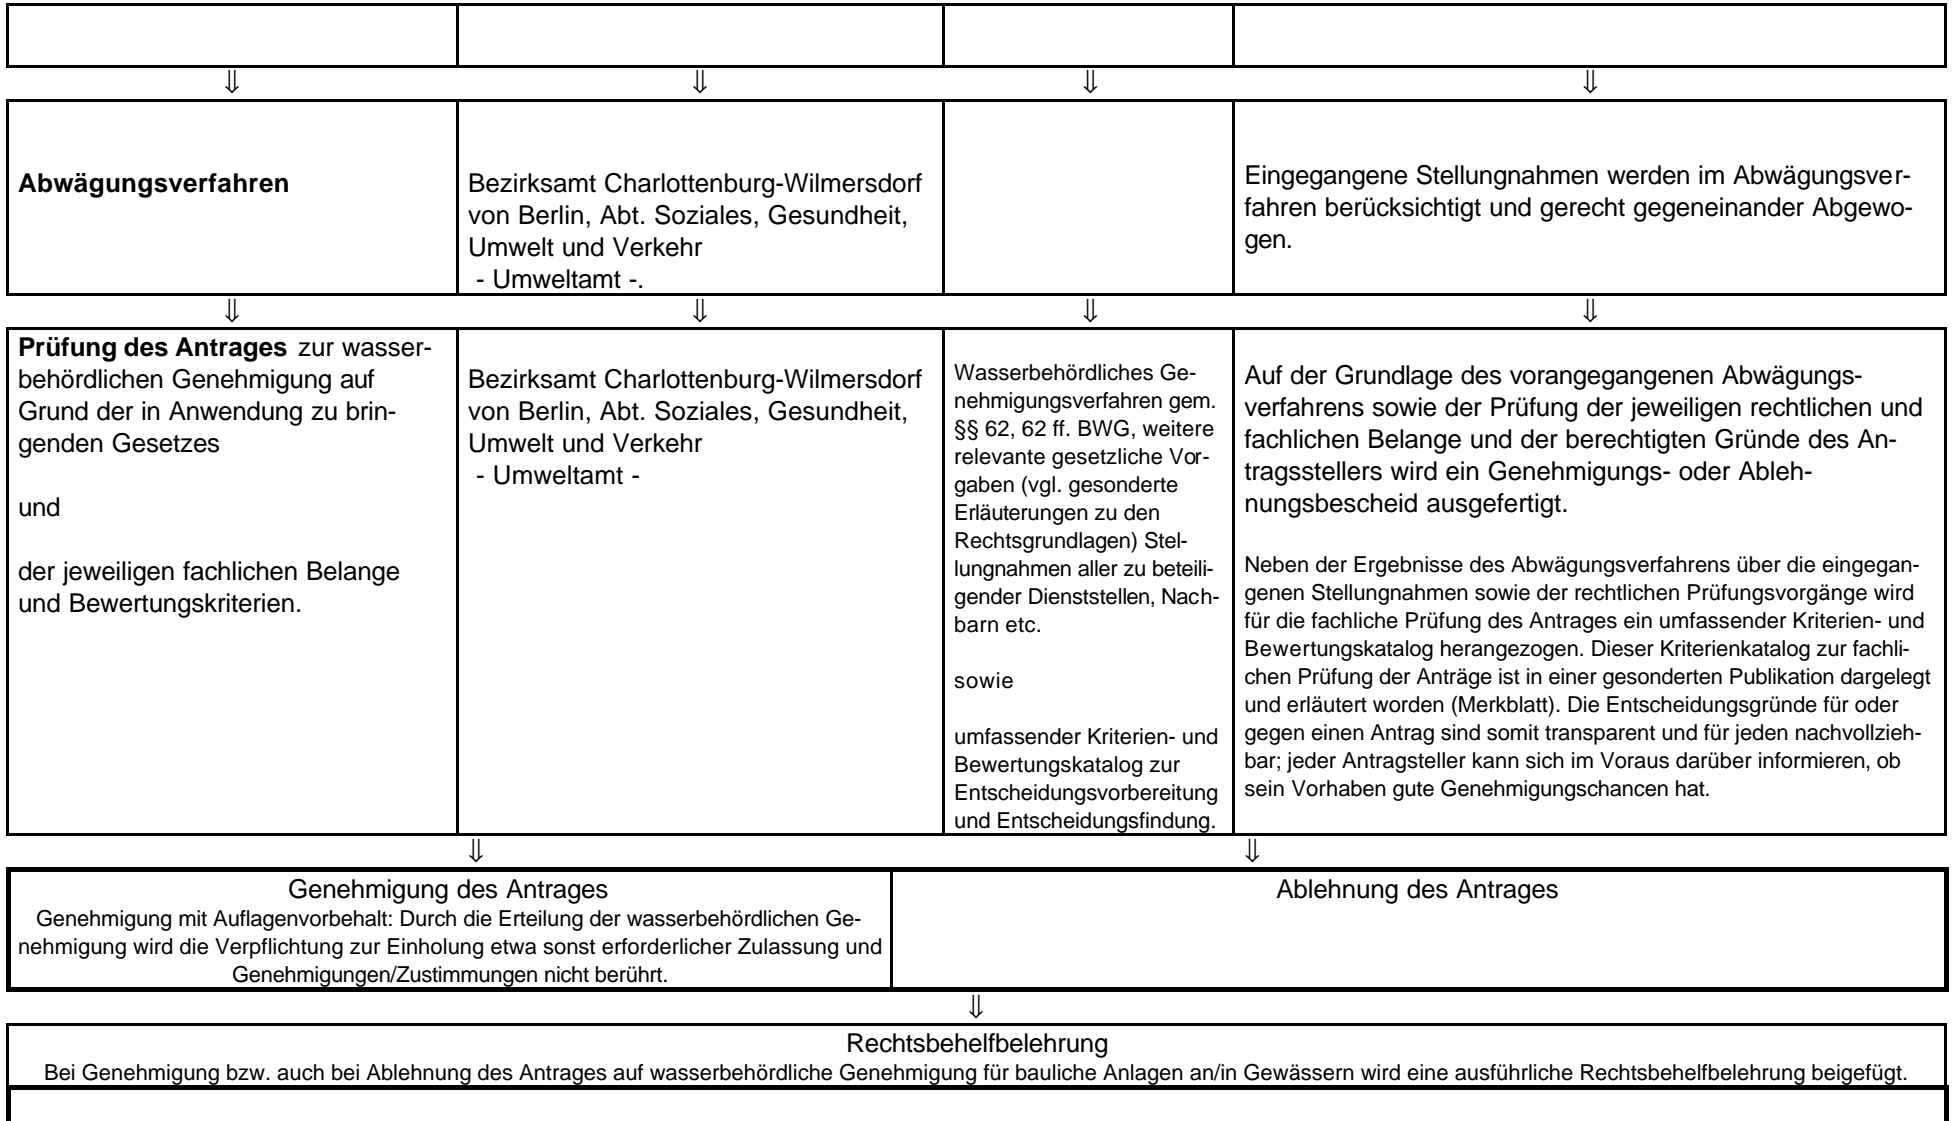 ⇓ ⇓ ⇓ ⇓
Abwägungsverfahren
Bezirksamt Charlottenburg-Wilmersdorf
von Berlin, Abt. Soziales, Gesundheit,
Umwelt und Verkehr
- Umweltamt -.
Eingegangene Stellungnahmen werden im Abwägungsver-
fahren berücksichtigt und gerecht gegeneinander Abgewo-
gen.
⇓ ⇓ ⇓ ⇓
Prüfung des Antrages zur wasser-
behördlichen Genehmigung auf
Grund der in Anwendung zu brin-
genden Gesetzes
und
der jeweiligen fachlichen Belange
und Bewertungskriterien.
Bezirksamt Charlottenburg-Wilmersdorf
von Berlin, Abt. Soziales, Gesundheit,
Umwelt und Verkehr
- Umweltamt -
Wasserbehördliches Ge-
nehmigungsverfahren gem.
§§ 62, 62 ff. BWG, weitere
relevante gesetzliche Vor-
gaben (vgl. gesonderte
Erläuterungen zu den
Rechtsgrundlagen) Stel-
lungnahmen aller zu beteili-
gender Dienststellen, Nach-
barn etc.
sowie
umfassender Kriterien- und
Bewertungskatalog zur
Entscheidungsvorbereitung
und Entscheidungsfindung.
Auf der Grundlage des vorangegangenen Abwägungs-
verfahrens sowie der Prüfung der jeweiligen rechtlichen und
fachlichen Belange und der berechtigten Gründe des An-
tragsstellers wird ein Genehmigungs- oder Ableh-
nungsbescheid ausgefertigt.
Neben der Ergebnisse des Abwägungsverfahrens über die eingegan-
genen Stellungnahmen sowie der rechtlichen Prüfungsvorgänge wird
für die fachliche Prüfung des Antrages ein umfassender Kriterien- und
Bewertungskatalog herangezogen. Dieser Kriterienkatalog zur fachli-
chen Prüfung der Anträge ist in einer gesonderten Publikation dargelegt
und erläutert worden (Merkblatt). Die Entscheidungsgründe für oder
gegen einen Antrag sind somit transparent und für jeden nachvollzieh-
bar; jeder Antragsteller kann sich im Voraus darüber informieren, ob
sein Vorhaben gute Genehmigungschancen hat.
⇓ ⇓
Genehmigung des Antrages
Genehmigung mit Auflagenvorbehalt: Durch die Erteilung der wasserbehördlichen Ge-
nehmigung wird die Verpflichtung zur Einholung etwa sonst erforderlicher Zulassung und
Genehmigungen/Zustimmungen nicht berührt.
Ablehnung des Antrages
⇓
Rechtsbehelfbelehrung
Bei Genehmigung bzw. auch bei Ablehnung des Antrages auf wasserbehördliche Genehmigung für bauliche Anlagen an/in Gewässern wird eine ausführliche Rechtsbehelfbelehrung beigefügt.